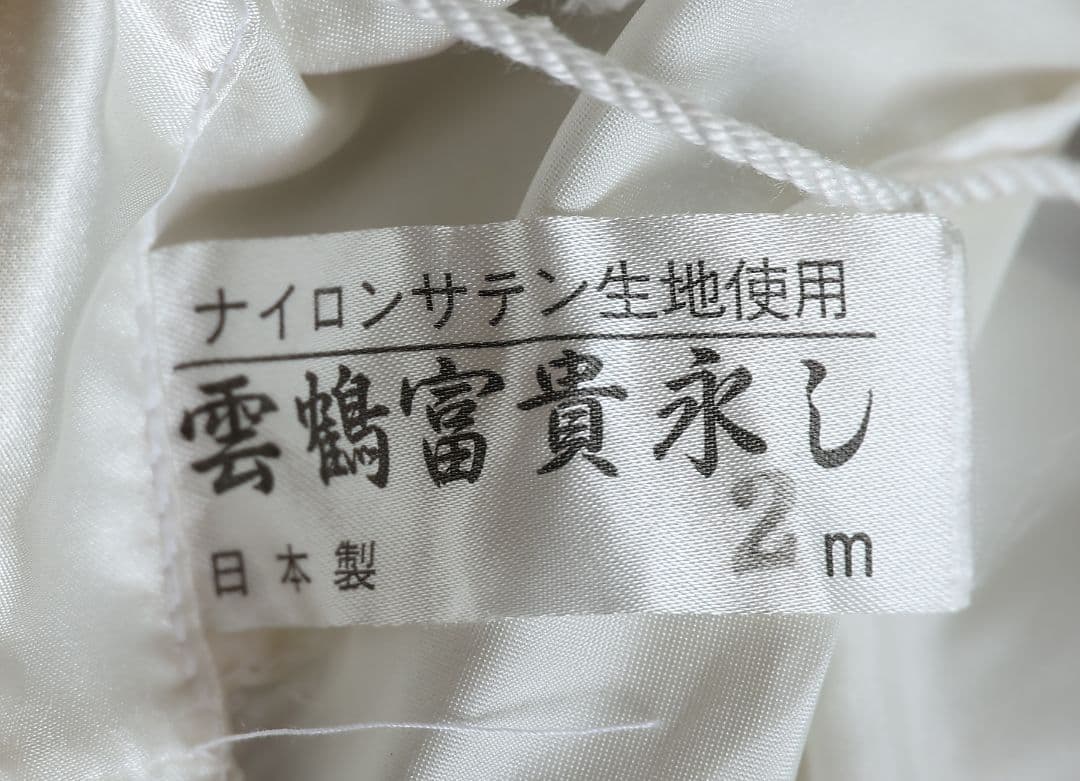 ナイロンサテン生地使用
雲鶴富貴永し
2m
日本製